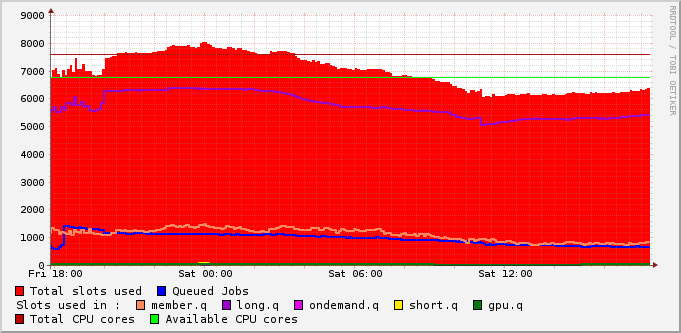 9000
8000
7000
6000
5000
4000
3000
2000
1000
0
Fri 18:00 Sat 00:00 Sat 06:00 Sat 12:00
Total slots used Queued Jobs
Slots used in : member.q long.q ondemand.q short.q gpu.q
Total CPU cores Available CPU cores
RRDTOOL / TOBI OETIKER